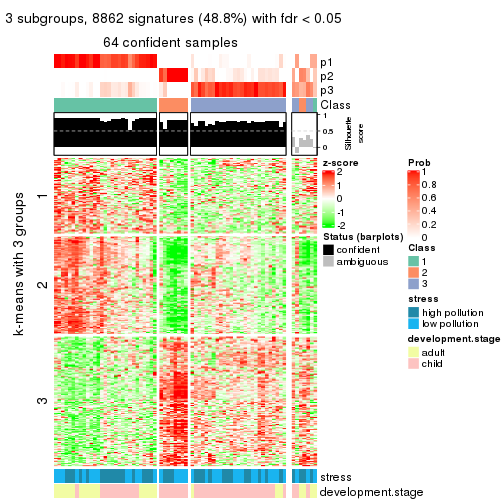 3 subgroups, 8862 signatures (48.8%) with fdr < 0.05
64 confident samples
p1
p2
p3
Class
1
0.5
0
Silhouette
score
k-means with 3 groups
1
2
3
z-score
2
1
0
-1
-2
Status (barplots)
confident
ambiguous
Prob
1
0.8
0.6
0.4
0.2
0
Class
1
2
3
stress
high pollution
low pollution
development.stage
adult
child
stress
development.stage